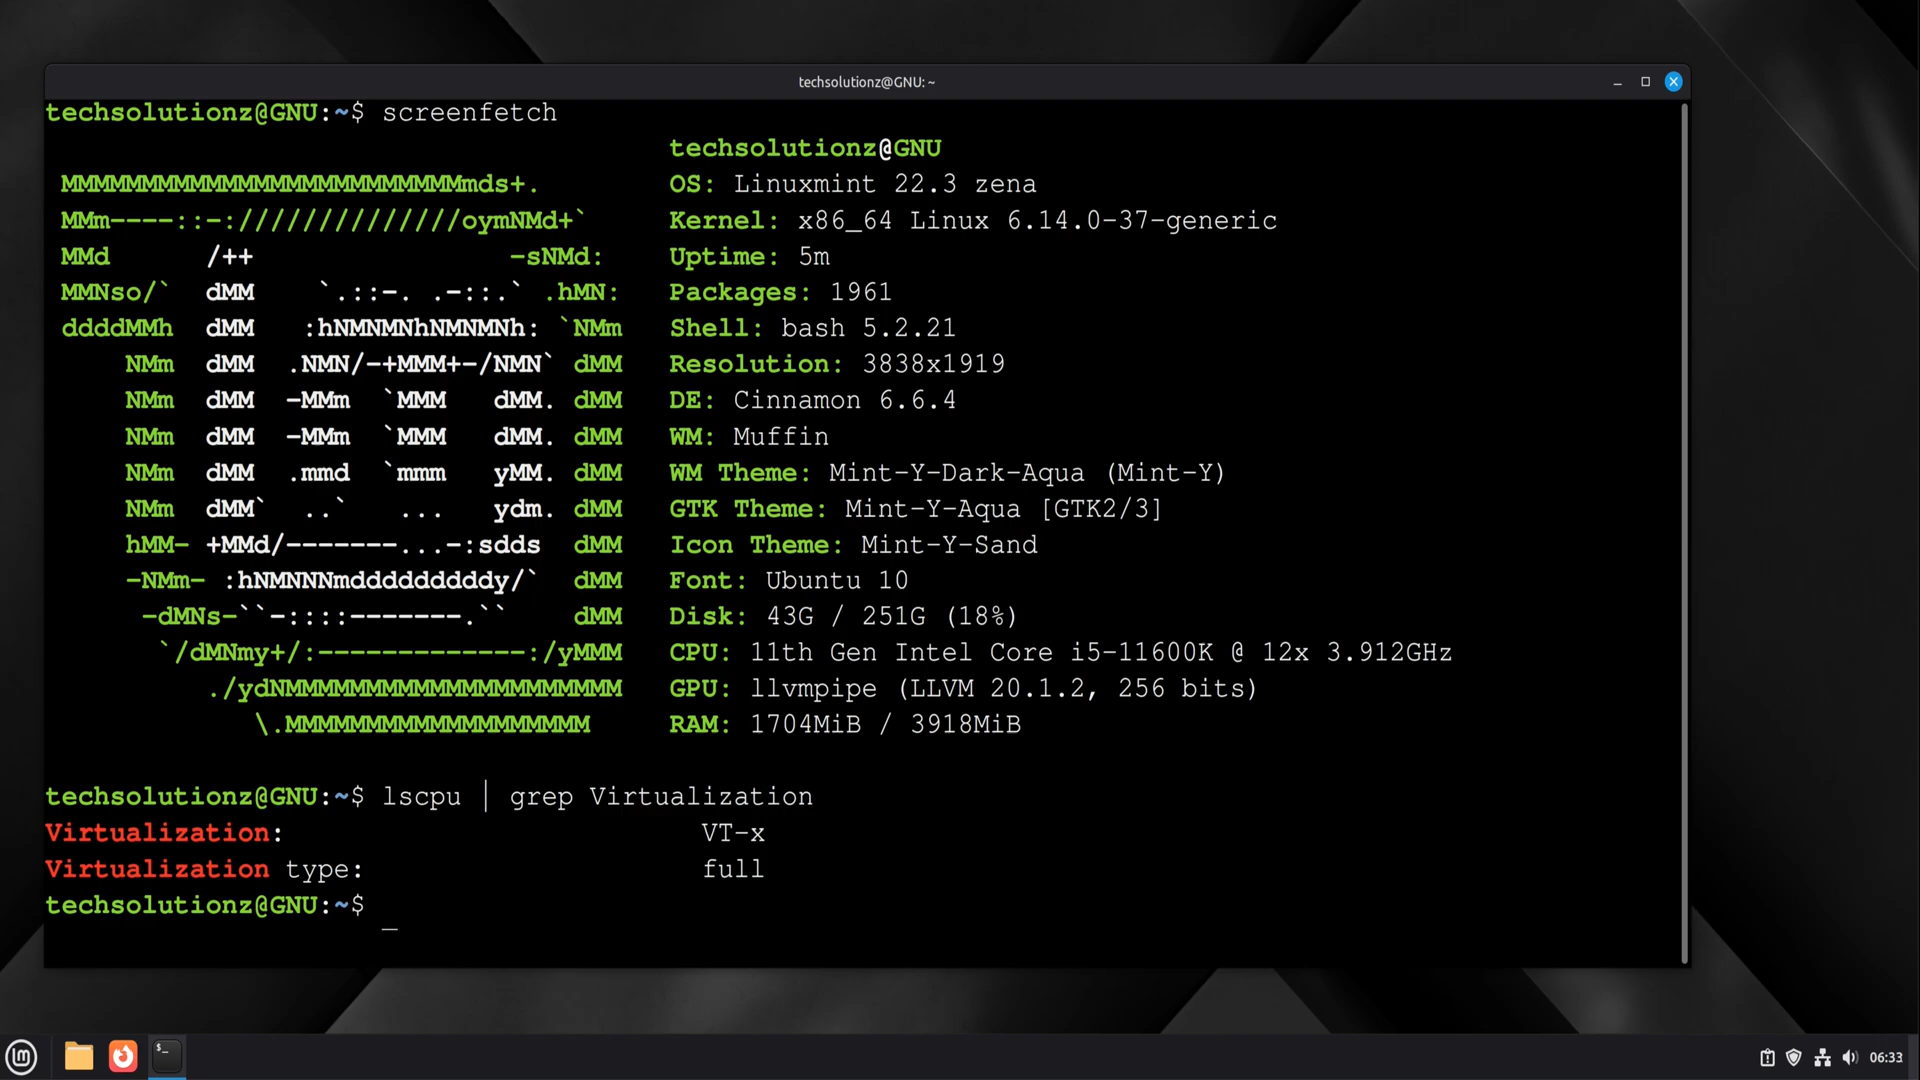 techsolutionz@GNU: ~
techsolutionz@GNU:~$ screenfetch
techsolutionz@GNU
MMMMMMMMMMMMMMMMMMMMMMMMMmds+. OS: Linuxmint 22.3 zena
MMm----::-://////////////oymNMd+` Kernel: x86_64 Linux 6.14.0-37-generic
MMd /++ -sNMd: Uptime: 5m
MMNso/` dMM `.::-. .-::.` .hMN: Packages: 1961
ddddMMh dMM :hNMNMNhNMNMNh: `NMm Shell: bash 5.2.21
NMm dMM .NMN/-+MMM+-/NMN` dMM Resolution: 3838x1919
NMm dMM -MMm `MMM dMM. dMM DE: Cinnamon 6.6.4
NMm dMM -MMm `MMM dMM. dMM WM: Muffin
NMm dMM .mmd `mmm yMM. dMM WM Theme: Mint-Y-Dark-Aqua (Mint-Y)
NMm dMM` ..` ... ydm. dMM GTK Theme: Mint-Y-Aqua [GTK2/3]
hMM- +MMd/-------...-:sdds dMM Icon Theme: Mint-Y-Sand
-NMm- :hNMNNNmdddddddddy/` dMM Font: Ubuntu 10
-dMNs-``-::::-------.`` dMM Disk: 43G / 251G (18%)
`/dMNmy+/:-------------:/yMMM CPU: 11th Gen Intel Core i5-11600K @ 12x 3.912GHz
./ydNMMMMMMMMMMMMMMMMMMMMM GPU: llvmpipe (LLVM 20.1.2, 256 bits)
\.MMMMMMMMMMMMMMMMMMM RAM: 1704MiB / 3918MiB
techsolutionz@GNU:~$ lscpu | grep Virtualization
Virtualization: VT-x
Virtualization type: full
techsolutionz@GNU:~$ _
06:33